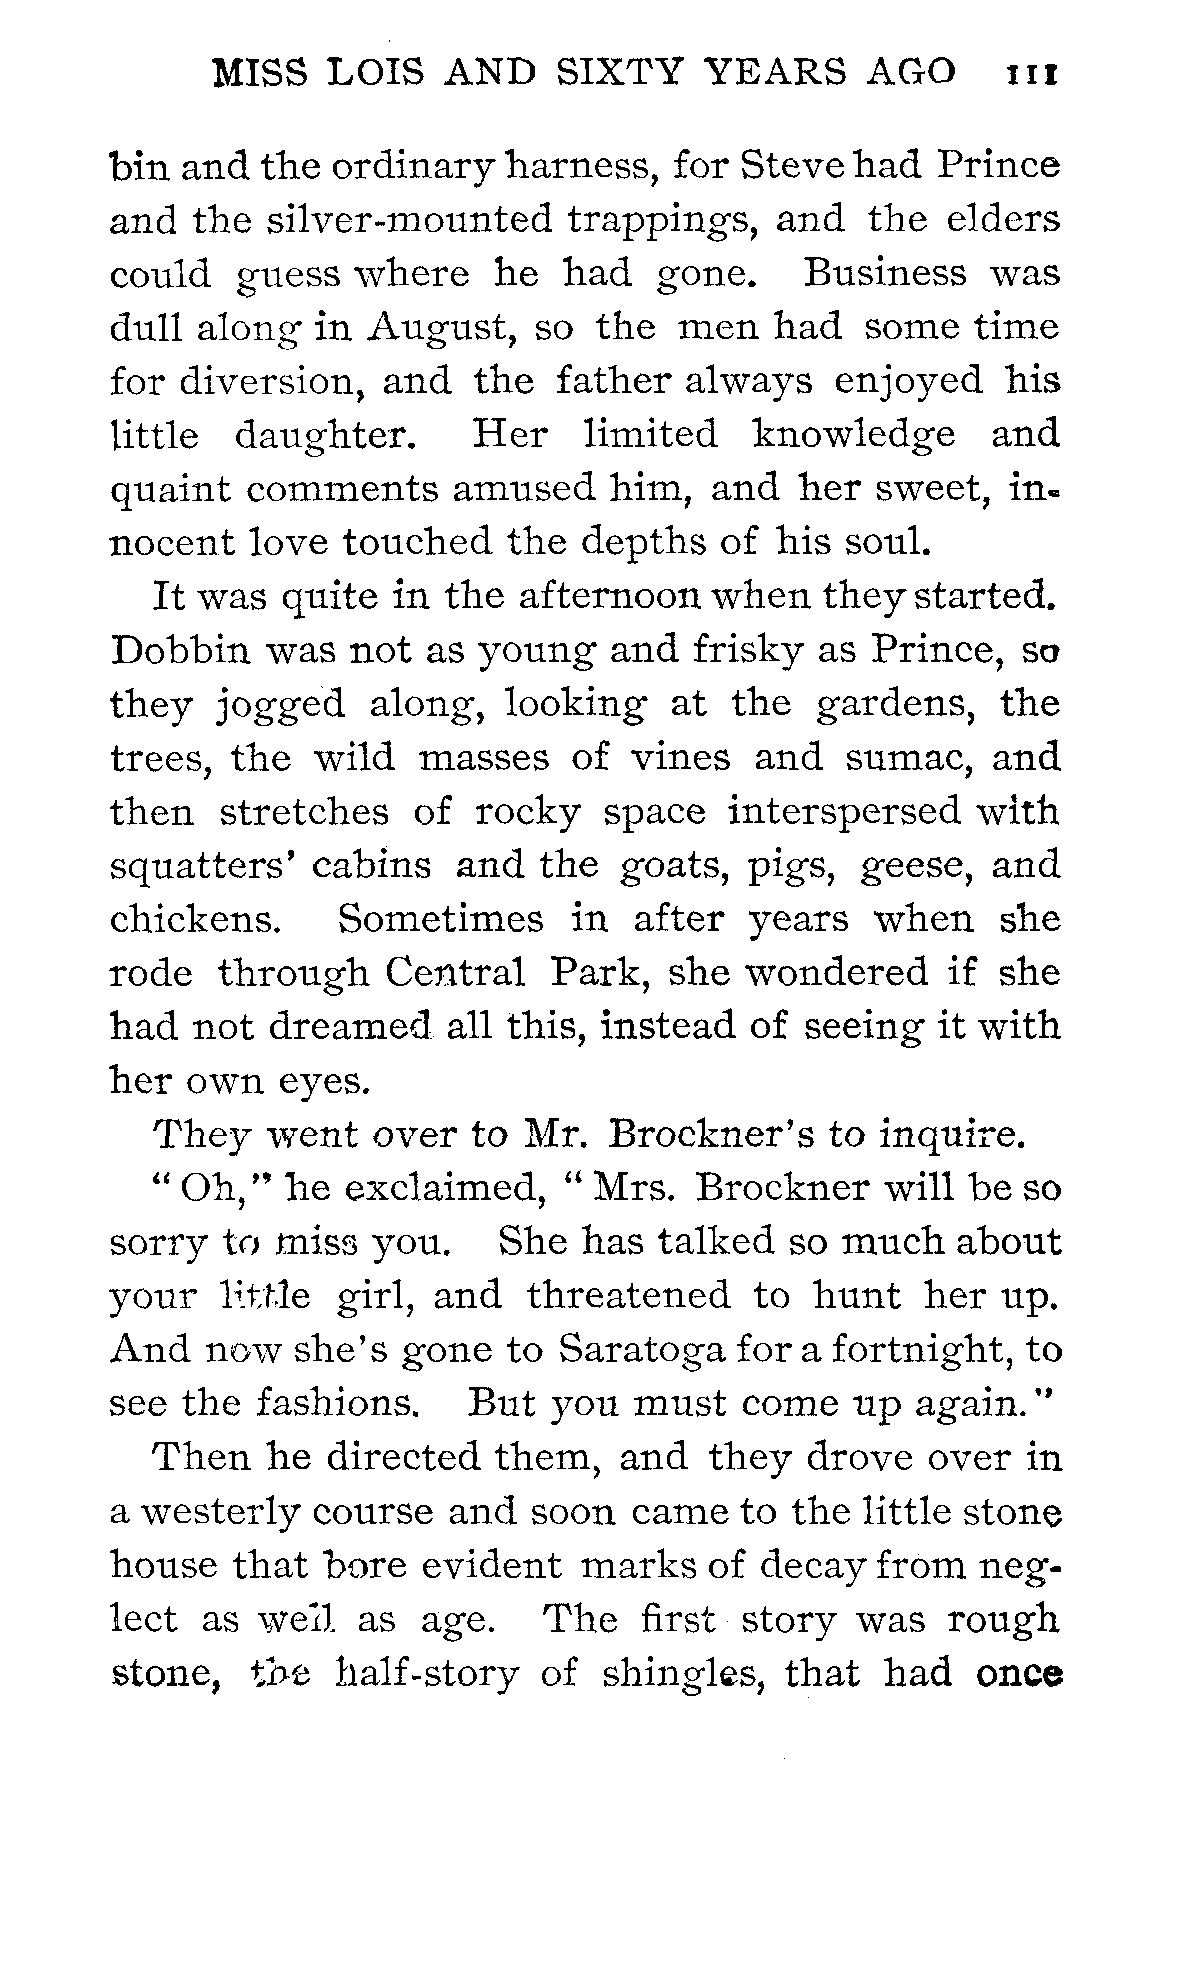 MISS LOIS AND SIXTY YEARS AGO 111
bin and the ordinary harness, for Steve had Prince
and the silver-mounted trappings, and the elders
could guess where he had gone. Business was
dull along in August, so the men had some time
for diversion, and the father always enjoyed his
little daughter. Her limited knowledge and
quaint comments amused him, and her sweet, in-
nocent love touched the depths of his soul.
It was quite in the afternoon when they started.
Dobbin was not as young and frisky as Prince, so
they jogged along, looking at the gardens, the
trees, the wild masses of vines and sumac, and
then stretches of rocky space interspersed with
squatters' cabins and the goats, pigs, geese, and
chickens. Sometimes in after years when she
rode through Central Park, she wondered if she
had not dreamed all this, instead of seeing it with
her own eyes.
They went over to Mr. Brockner's to inquire.
"Oh," he exclaimed, "Mrs. Brockner will be so
sorry to miss you. She has talked so much about
your little girl, and threatened to hunt her up.
And now she's gone to Saratoga for a fortnight, to
see the fashions. But you must come up again."
Then he directed them, and they drove over in
a westerly course and soon came to the little stone
house that bore evident marks of decay from neg-
lect as well as age. The first story was rough
stone, the half-story of shingles, that had once